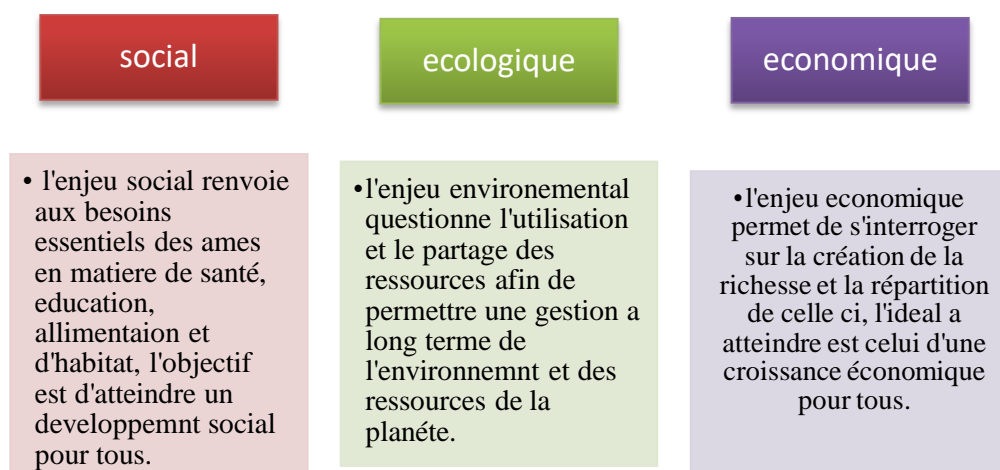 social
• l'enjeu social renvoie
aux besoins
essentiels des ames
en matiere de santé,
education,
allimentaion et
d'habitat, l'objectif
est d'atteindre un
developpemnt social
pour tous.
ecologique
•l'enjeu environemental
questionne l'utilisation
et le partage des
ressources afin de
permettre une gestion a
long terme de
l'environnemnt et des
ressources de la
planéte.
economique
•l'enjeu economique
permet de s'interroger
sur la création de la
richesse et la répartition
de celle ci, l'ideal a
atteindre est celui d'une
croissance économique
pour tous.